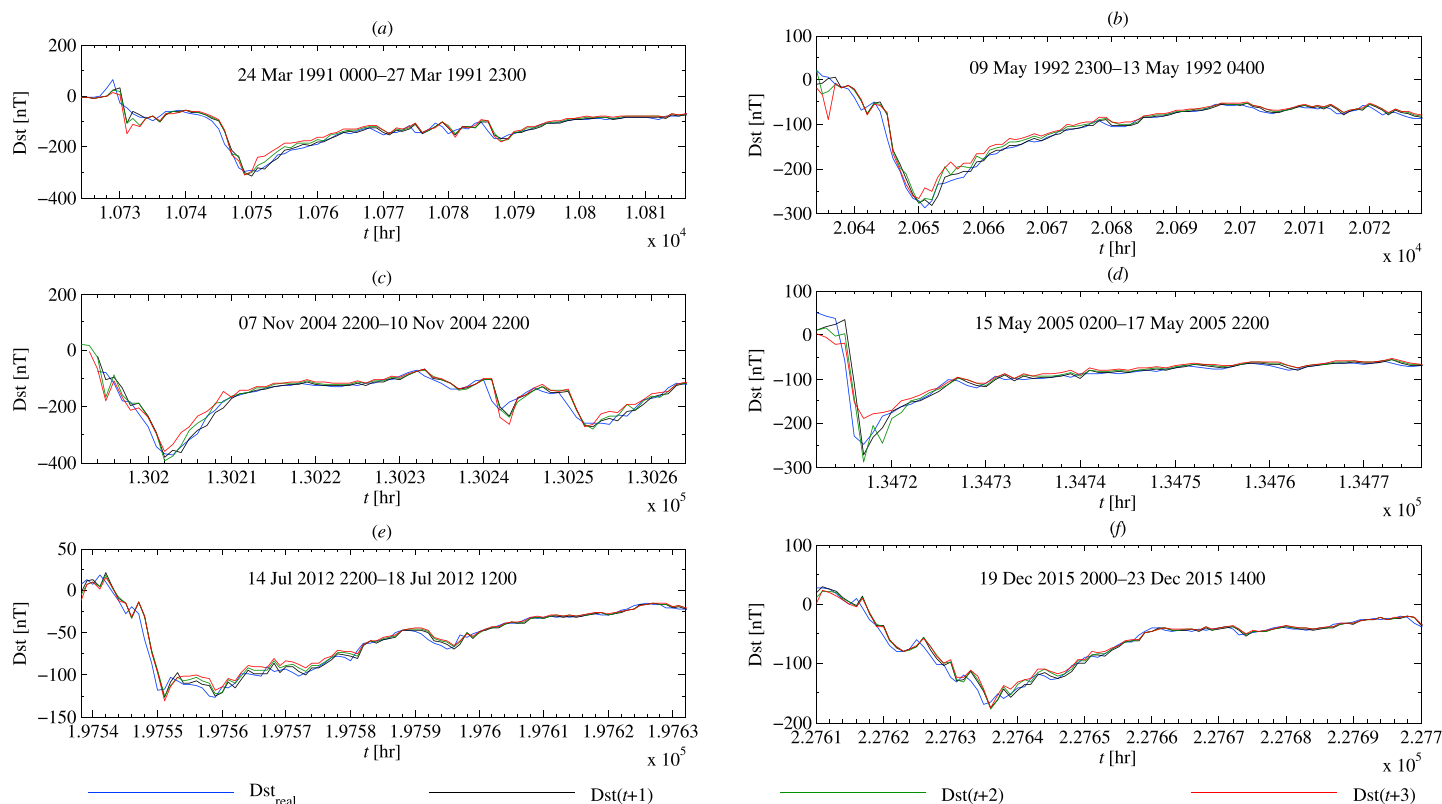 (a)
200
0
−200
−400
Dst [nT]
24 Mar 1991 0000–27 Mar 1991 2300
1.073 1.074 1.075 1.076 1.077 1.078 1.079 1.08 1.081
t [hr]
x 10^4
(b)
100
0
−100
−200
−300
Dst [nT]
09 May 1992 2300–13 May 1992 0400
2.064 2.065 2.066 2.067 2.068 2.069 2.07 2.071 2.072
t [hr]
x 10^4
(c)
200
0
−200
−400
Dst [nT]
07 Nov 2004 2200–10 Nov 2004 2200
1.302 1.3021 1.3022 1.3023 1.3024 1.3025 1.3026
t [hr]
x 10^5
(d)
100
0
−100
−200
−300
Dst [nT]
15 May 2005 0200–17 May 2005 2200
1.3472 1.3473 1.3474 1.3475 1.3476 1.3477
t [hr]
x 10^5
(e)
50
0
−50
−100
−150
Dst [nT]
14 Jul 2012 2200–18 Jul 2012 1200
1.9754 1.9755 1.9756 1.9757 1.9758 1.9759 1.976 1.9761 1.9762 1.9763
t [hr]
x 10^5
(f)
100
0
−100
−200
Dst [nT]
19 Dec 2015 2000–23 Dec 2015 1400
2.2761 2.2762 2.2763 2.2764 2.2765 2.2766 2.2767 2.2768 2.2769 2.277
t [hr]
x 10^5
Dst_real Dst(t+1) Dst(t+2) Dst(t+3)